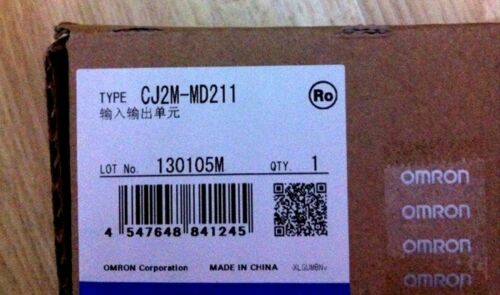 TYPE CJ2M-MD211
Ro
输入输出单元
LOT No. 130105M QTY. 1
4 547648 841245
OMRON Corporation MADE IN CHINA XLGUMBNv
OMRON
OMRON
OMRON